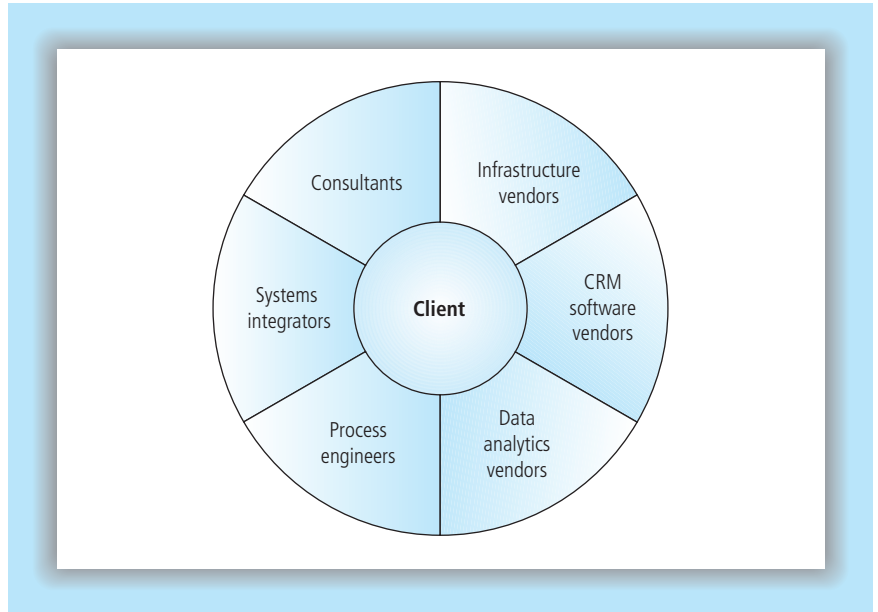 Consultants
Infrastructure
vendors
CRM
software
vendors
Data
analytics
vendors
Process
engineers
Systems
integrators
Client